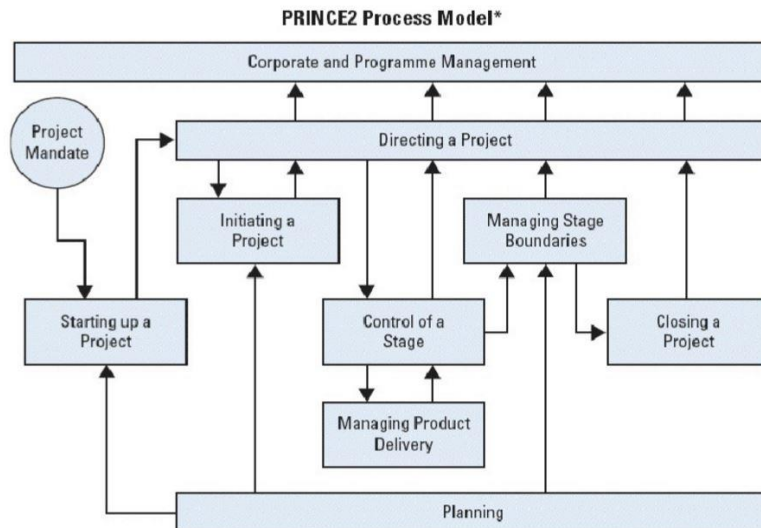 PRINCE2 Process Model*
Corporate and Programme Management
Project
Mandate
Directing a Project
Initiating a
Project
Managing Stage
Boundaries
Starting up a
Project
Control of a
Stage
Closing a
Project
Managing Product
Delivery
Planning